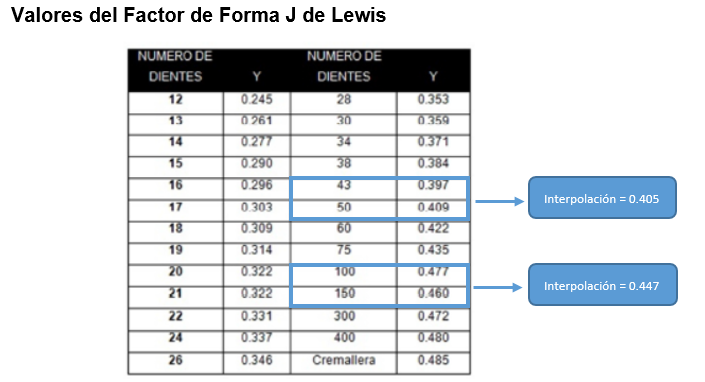 Valores del Factor de Forma J de Lewis
NUMERO DE DIENTES Y NUMERO DE DIENTES Y
12 0.245 28 0.353
13 0.261 30 0.359
14 0.277 34 0.371
15 0.290 38 0.384
16 0.296 43 0.397
17 0.303 50 0.409
18 0.309 60 0.422
19 0.314 75 0.435
20 0.322 100 0.477
21 0.322 150 0.460
22 0.331 300 0.472
24 0.337 400 0.480
26 0.346 Cremallera 0.485
Interpolación = 0.405
Interpolación = 0.447